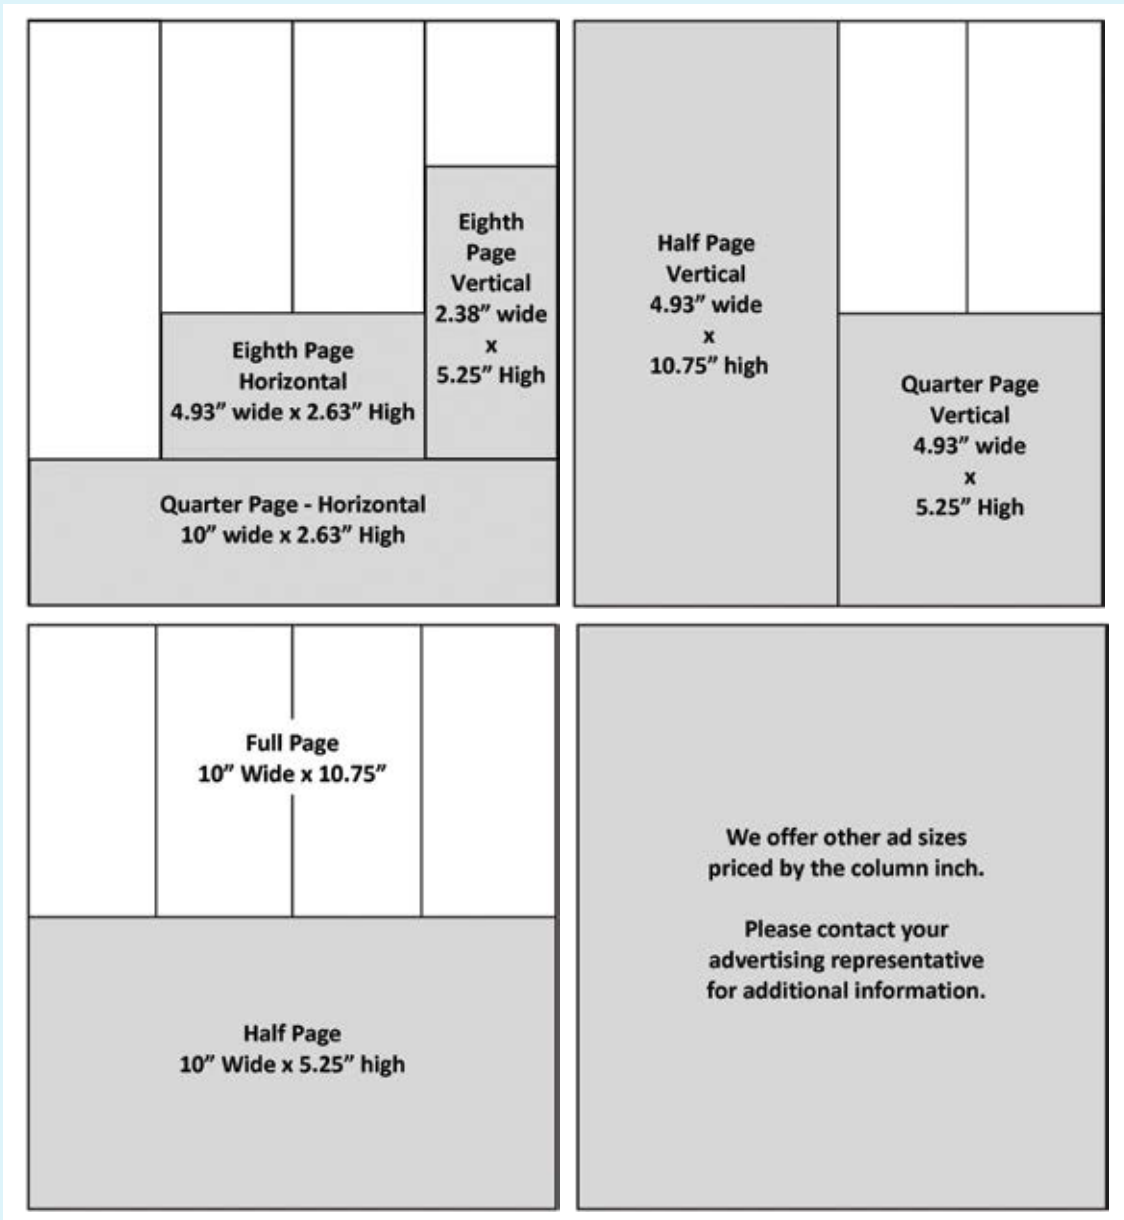 Eighth
Page
Vertical
2.38” wide
x
5.25” High
Eighth Page
Horizontal
4.93” wide x 2.63” High
Quarter Page - Horizontal
10” wide x 2.63” High
Half Page
Vertical
4.93” wide
x
10.75” high
Quarter Page
Vertical
4.93” wide
x
5.25” High
Full Page
10” Wide x 10.75”
Half Page
10” Wide x 5.25” high
We offer other ad sizes
priced by the column inch.
Please contact your
advertising representative
for additional information.